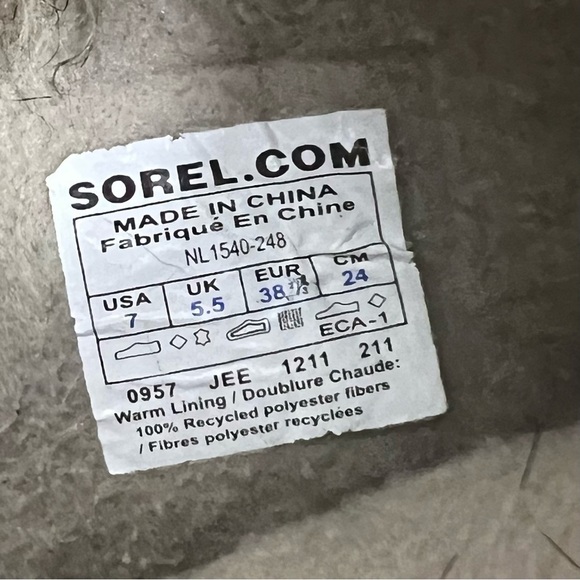 SOREL.COM
MADE IN CHINA
Fabriqué En Chine
NL1540-248
USA UK EUR CM
7 5.5 38 24
ECA-1
0957 JEE 1211 211
Warm Lining / Doublure Chaude:
100% Recycled polyester fibers
/ Fibres polyester recyclées